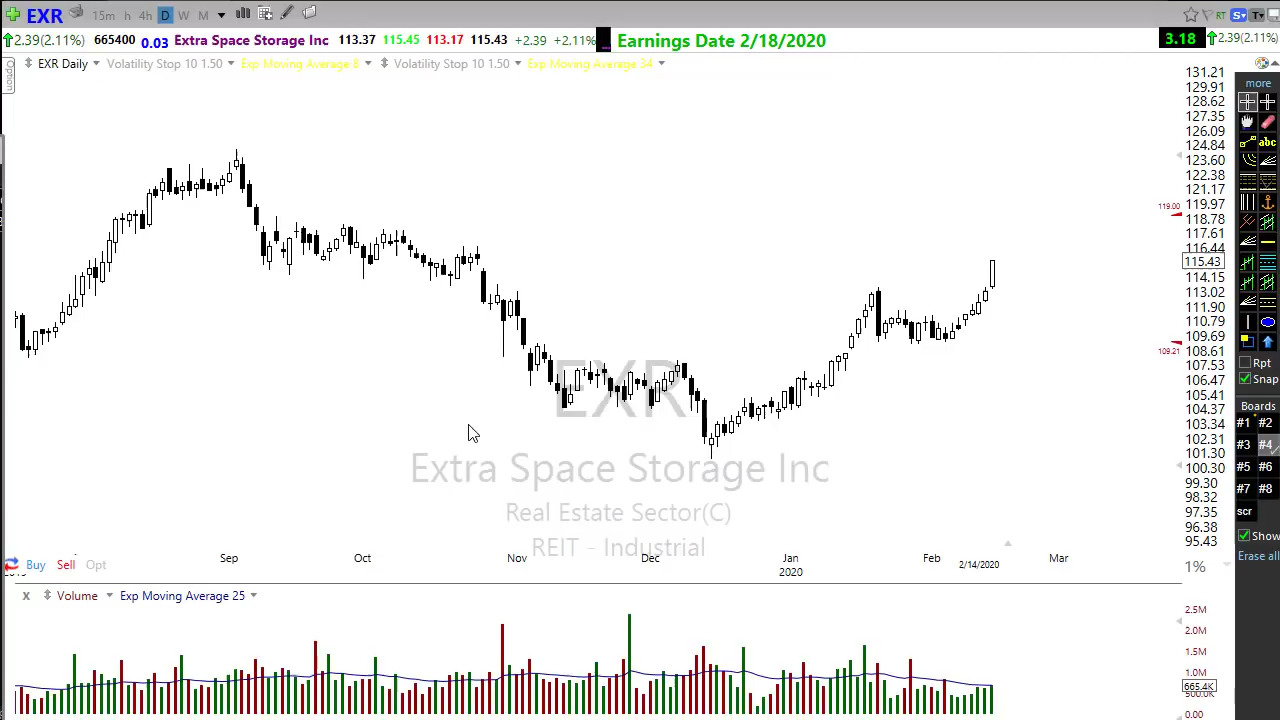 EXR 15m h 4h D W M RT S T
2.39(2.11%) 665400 0.03 Extra Space Storage Inc 113.37 115.45 113.17 115.43 +2.39 +2.11% Earnings Date 2/18/2020 3.18 2.39(2.11%)
Option
EXR Daily Volatility Stop 10 1.50 Exp Moving Average 8 Volatility Stop 10 1.50 Exp Moving Average 34
131.21
129.91
128.62
127.35
126.09
124.84
123.60
122.38
121.17
119.97
118.78
117.61
116.44
115.43
114.15
113.02
111.90
110.79
109.69
108.61
107.53
106.47
105.41
104.37
103.34
102.31
101.30
100.30
99.30
98.32
97.35
96.38
95.43
119.00
109.21
more
abc
Rpt
Snap
Boards
#1 #2
#3 #4
#5 #6
#7 #8
scr
Show
Erase all
EXR
Extra Space Storage Inc
Real Estate Sector(C)
REIT - Industrial
Sep Oct Nov Dec Jan Feb Mar
2020 2/14/2020
Buy Sell Opt
1%
x Volume Exp Moving Average 25
2.5M
2.0M
1.5M
1.0M
665.4K
0.00